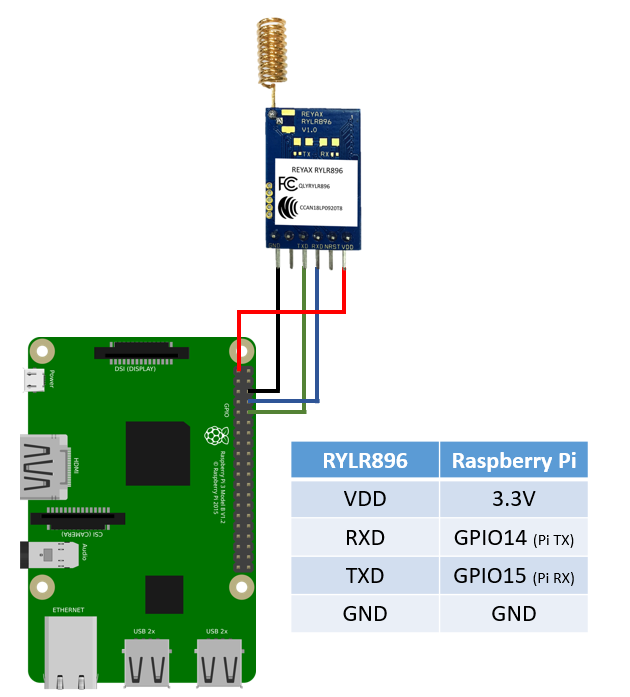 REYAX
RYLR896
V1.0
TX RX
REYAX RYLR896
FC QLYRYLR896
CCAN18LP0920T8
GND TXD RXD NRST VDD
DSI (DISPLAY)
Power
GPIO
HDMI
Raspberry Pi 3 Model B V1.2
© Raspberry Pi 2015
CSI (CAMERA)
Audio
ETHERNET
USB 2x
USB 2x
RYLR896 Raspberry Pi
VDD 3.3V
RXD GPIO14 (Pi TX)
TXD GPIO15 (Pi RX)
GND GND